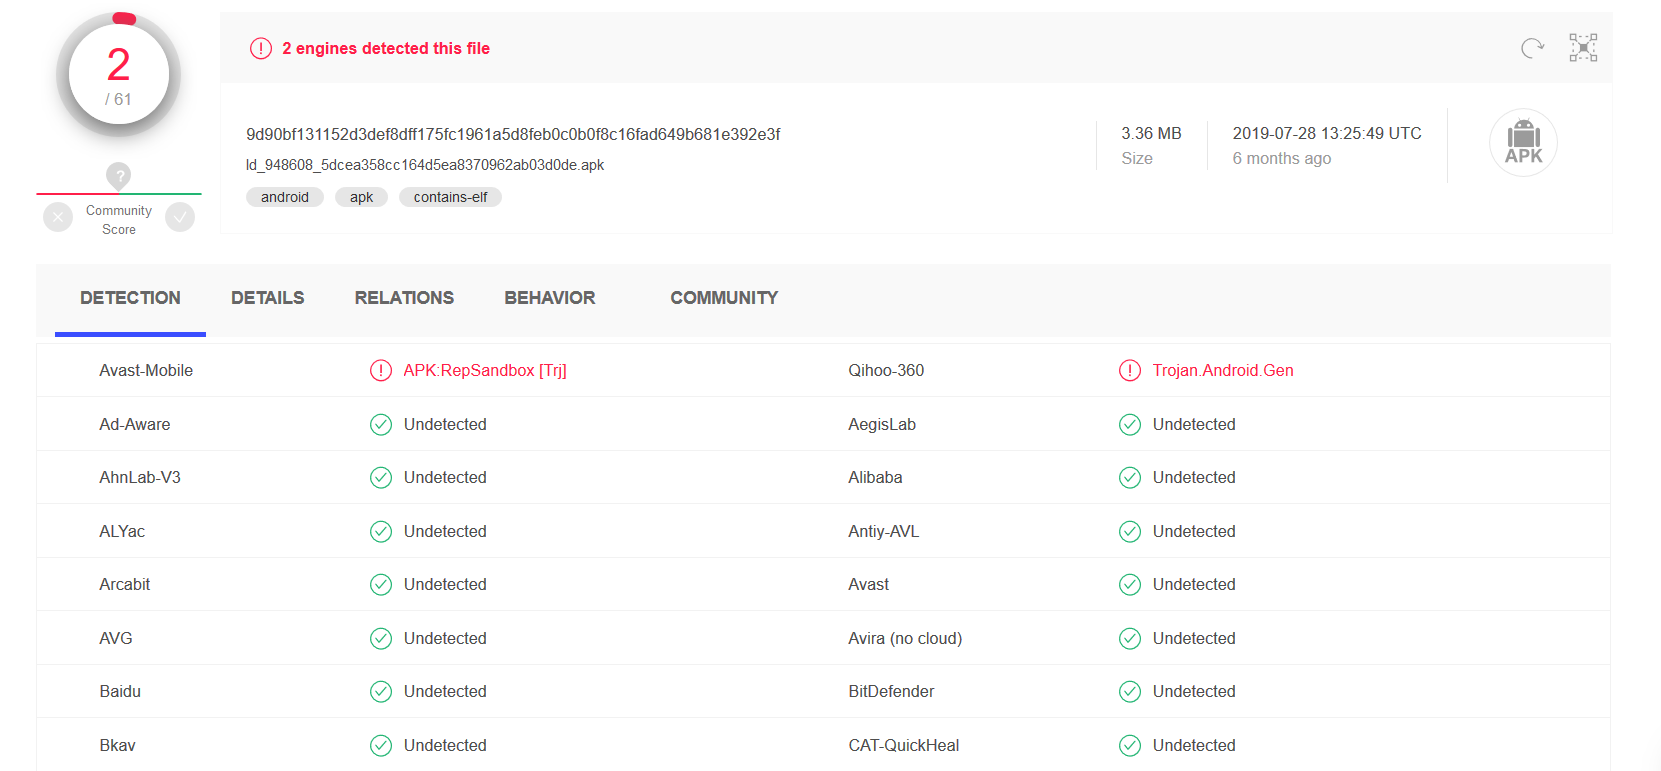 2
/ 61
? 
Community
Score
2 engines detected this file
9d90bf131152d3def8dff175fc1961a5d8feb0c0b0f8c16fad649b681e392e3f
ld_948608_5dcea358cc164d5ea8370962ab03d0de.apk
android apk contains-elf
3.36 MB
Size
2019-07-28 13:25:49 UTC
6 months ago
APK
DETECTION DETAILS RELATIONS BEHAVIOR COMMUNITY
Avast-Mobile APK:RepSandbox [Trj] Qihoo-360 Trojan.Android.Gen
Ad-Aware Undetected AegisLab Undetected
AhnLab-V3 Undetected Alibaba Undetected
ALYac Undetected Antiy-AVL Undetected
Arcabit Undetected Avast Undetected
AVG Undetected Avira (no cloud) Undetected
Baidu Undetected BitDefender Undetected
Bkav Undetected CAT-QuickHeal Undetected